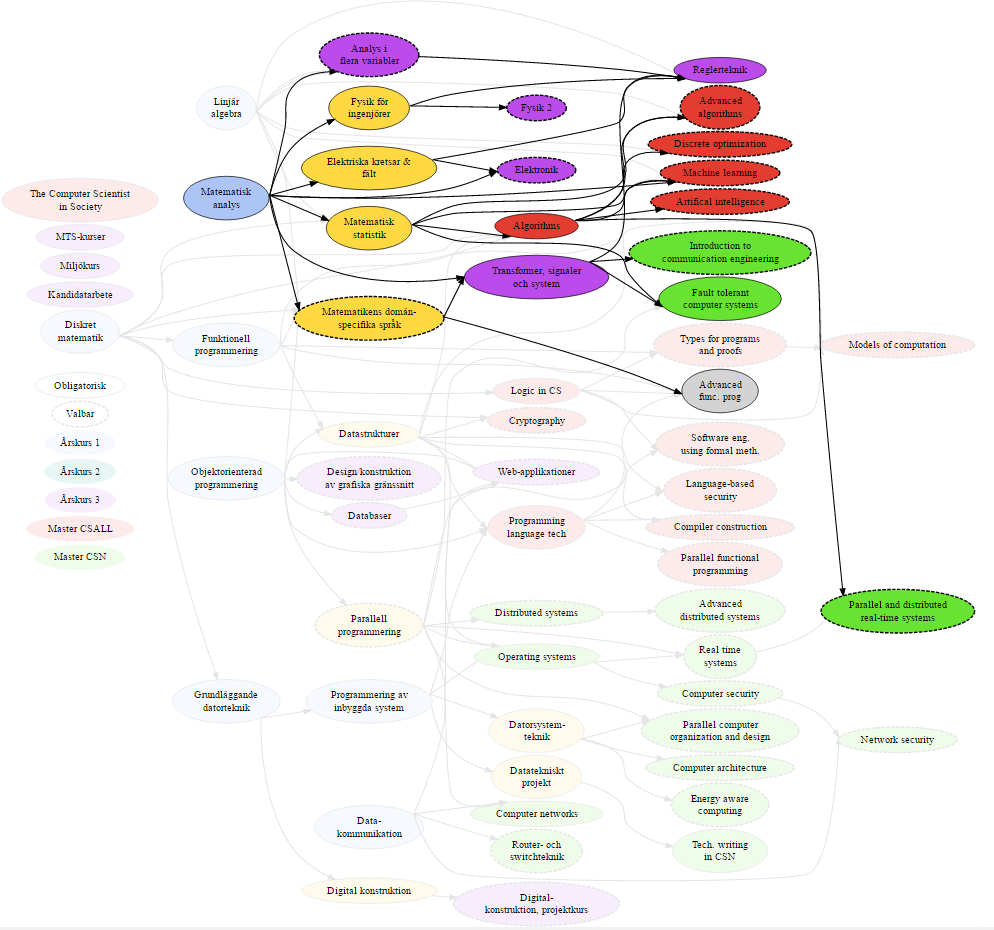 Analys i
flera variabler
Reglerteknik
Linjär
algebra
Fysik för
ingenjörer
Fysik 2
Advanced
algorithms
Discrete optimization
Elektriska kretsar &
fält
Elektronik
Machine learning
The Computer Scientist
in Society
Matematisk
analys
Artifical intelligence
Matematisk
statistik
Algorithms
MTS-kurser
Introduction to
communication engineering
Miljökurs
Transformer, signaler
och system
Kandidatarbete
Fault tolerant
computer systems
Diskret
matematik
Matematikens domän-
specifika språk
Funktionell
programmering
Types for programs
and proofs
Models of computation
Obligatorisk
Logic in CS
Advanced
func. prog
Valbar
Cryptography
Årskurs 1
Datastrukturer
Software eng.
using formal meth.
Årskurs 2
Objektorienterad
programmering
Design/konstruktion
av grafiska gränssnitt
Web-applikationer
Årskurs 3
Databaser
Language-based
security
Master CSALL
Programming
language tech
Compiler construction
Master CSN
Parallel functional
programming
Parallell
programmering
Distributed systems
Advanced
distributed systems
Parallel and distributed
real-time systems
Operating systems
Real time
systems
Grundläggande
datorteknik
Programmering av
inbyggda system
Computer security
Datorsystem-
teknik
Parallel computer
organization and design
Network security
Datatekniskt
projekt
Computer architecture
Energy aware
computing
Data-
kommunikation
Computer networks
Router- och
switchteknik
Tech. writing
in CSN
Digital konstruktion
Digital-
konstruktion, projektkurs